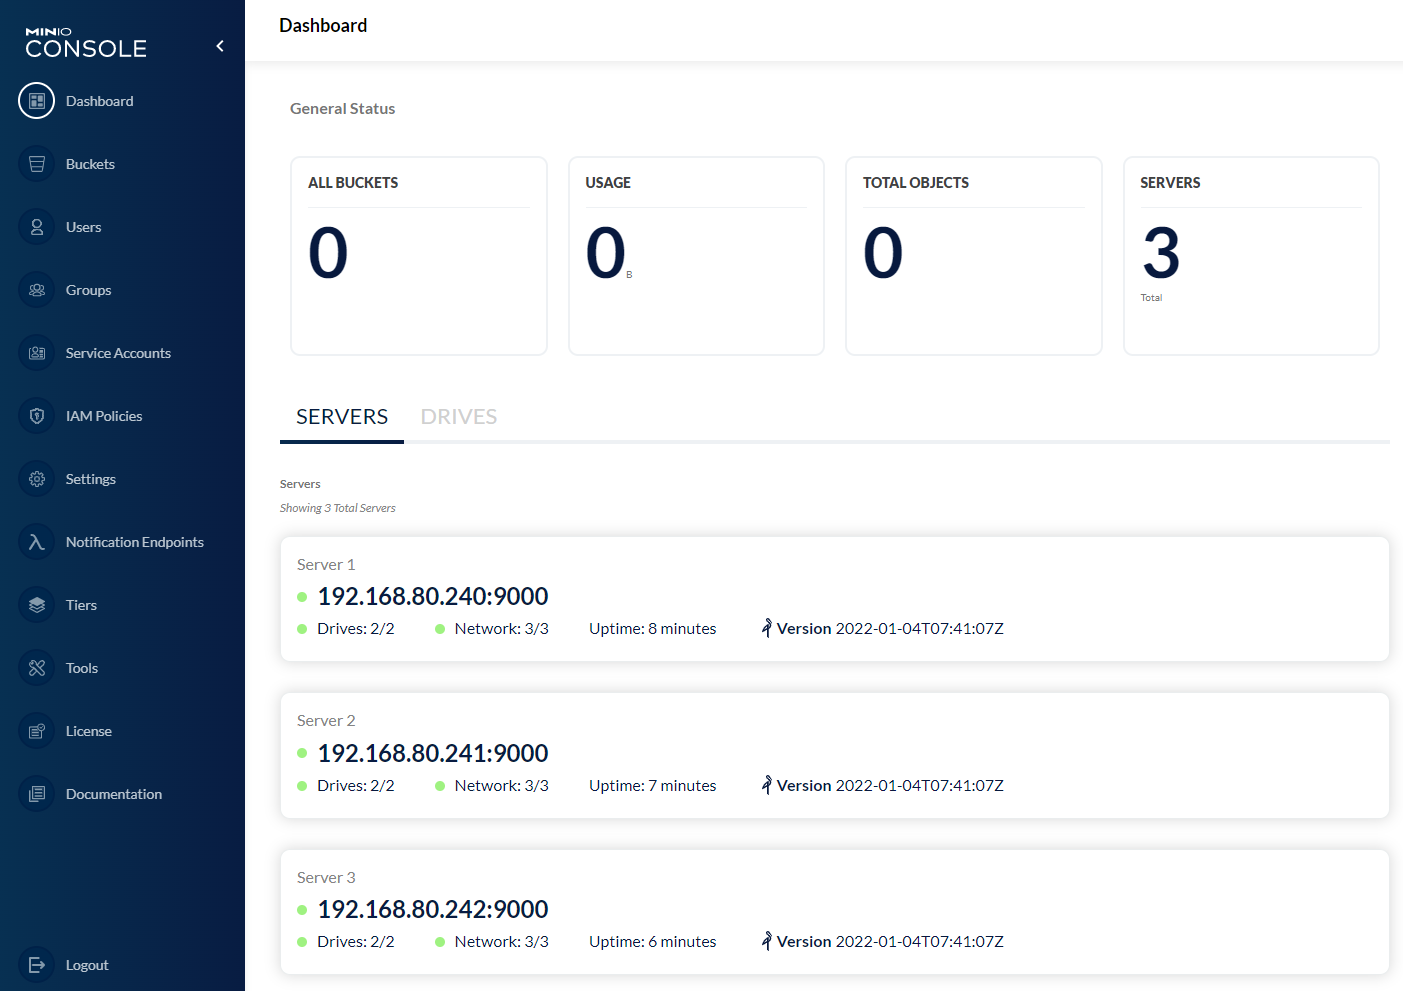 MINIO
CONSOLE
Dashboard
Buckets
Users
Groups
Service Accounts
IAM Policies
Settings
Notification Endpoints
Tiers
Tools
License
Documentation
Logout
Dashboard
General Status
ALL BUCKETS
0
USAGE
0 B
TOTAL OBJECTS
0
SERVERS
3
Total
SERVERS DRIVES
Servers
Showing 3 Total Servers
Server 1
192.168.80.240:9000
Drives: 2/2 Network: 3/3 Uptime: 8 minutes Version 2022-01-04T07:41:07Z
Server 2
192.168.80.241:9000
Drives: 2/2 Network: 3/3 Uptime: 7 minutes Version 2022-01-04T07:41:07Z
Server 3
192.168.80.242:9000
Drives: 2/2 Network: 3/3 Uptime: 6 minutes Version 2022-01-04T07:41:07Z